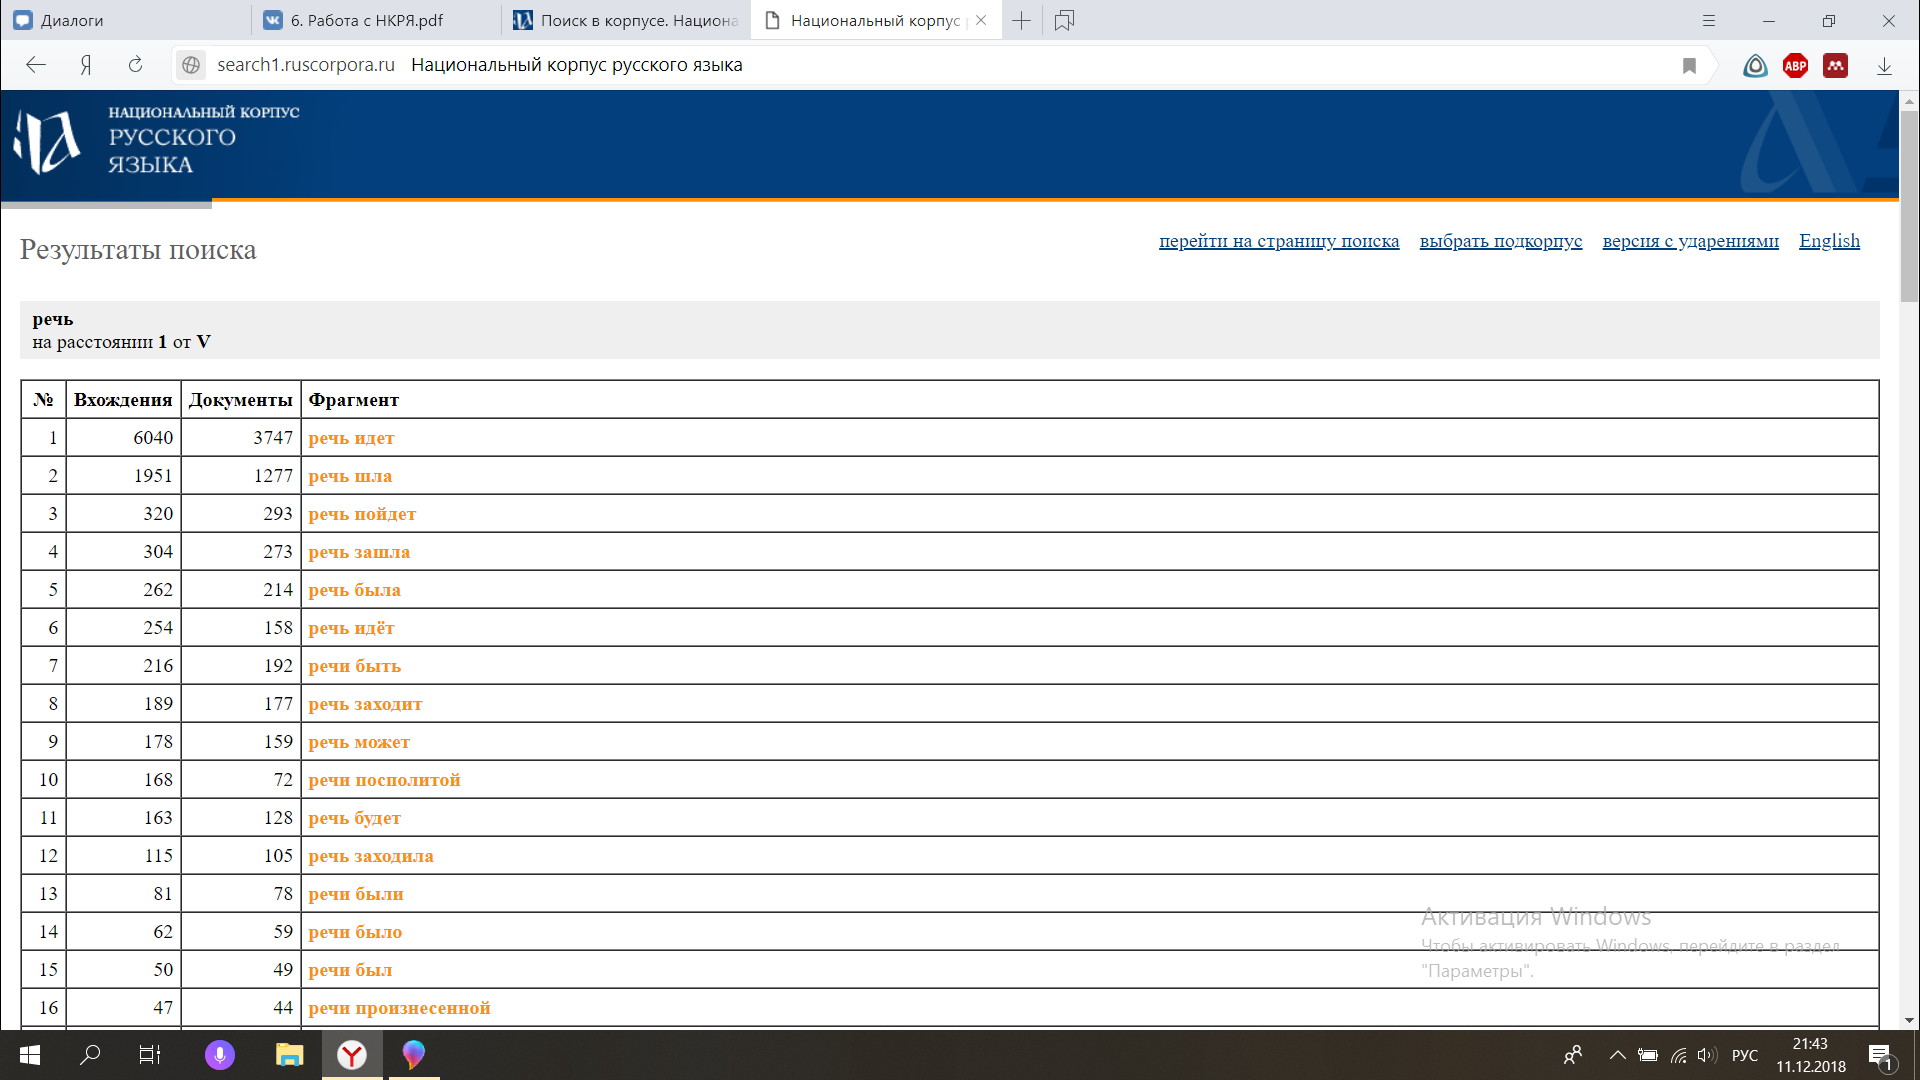 Диалоги
6. Работа с НКРЯ.pdf
Поиск в корпусе. Национа
Национальный корпус
search1.ruscorpora.ru Национальный корпус русского языка
ABP
НАЦИОНАЛЬНЫЙ КОРПУС
РУССКОГО
ЯЗЫКА
Результаты поиска
перейти на страницу поиска выбрать подкорпус версия с ударениями English
речь
на расстоянии 1 от V
№ Вхождения Документы Фрагмент
1 6040 3747 речь идет
2 1951 1277 речь шла
3 320 293 речь пойдет
4 304 273 речь зашла
5 262 214 речь была
6 254 158 речь идёт
7 216 192 речи быть
8 189 177 речь заходит
9 178 159 речь может
10 168 72 речи посполитой
11 163 128 речь будет
12 115 105 речь заходила
13 81 78 речи были
14 62 59 речи было
15 50 49 речи был
16 47 44 речи произнесенной
Активация Windows
Чтобы активировать Windows, перейдите в раздел
"Параметры".
РУС
21:43
11.12.2018
1